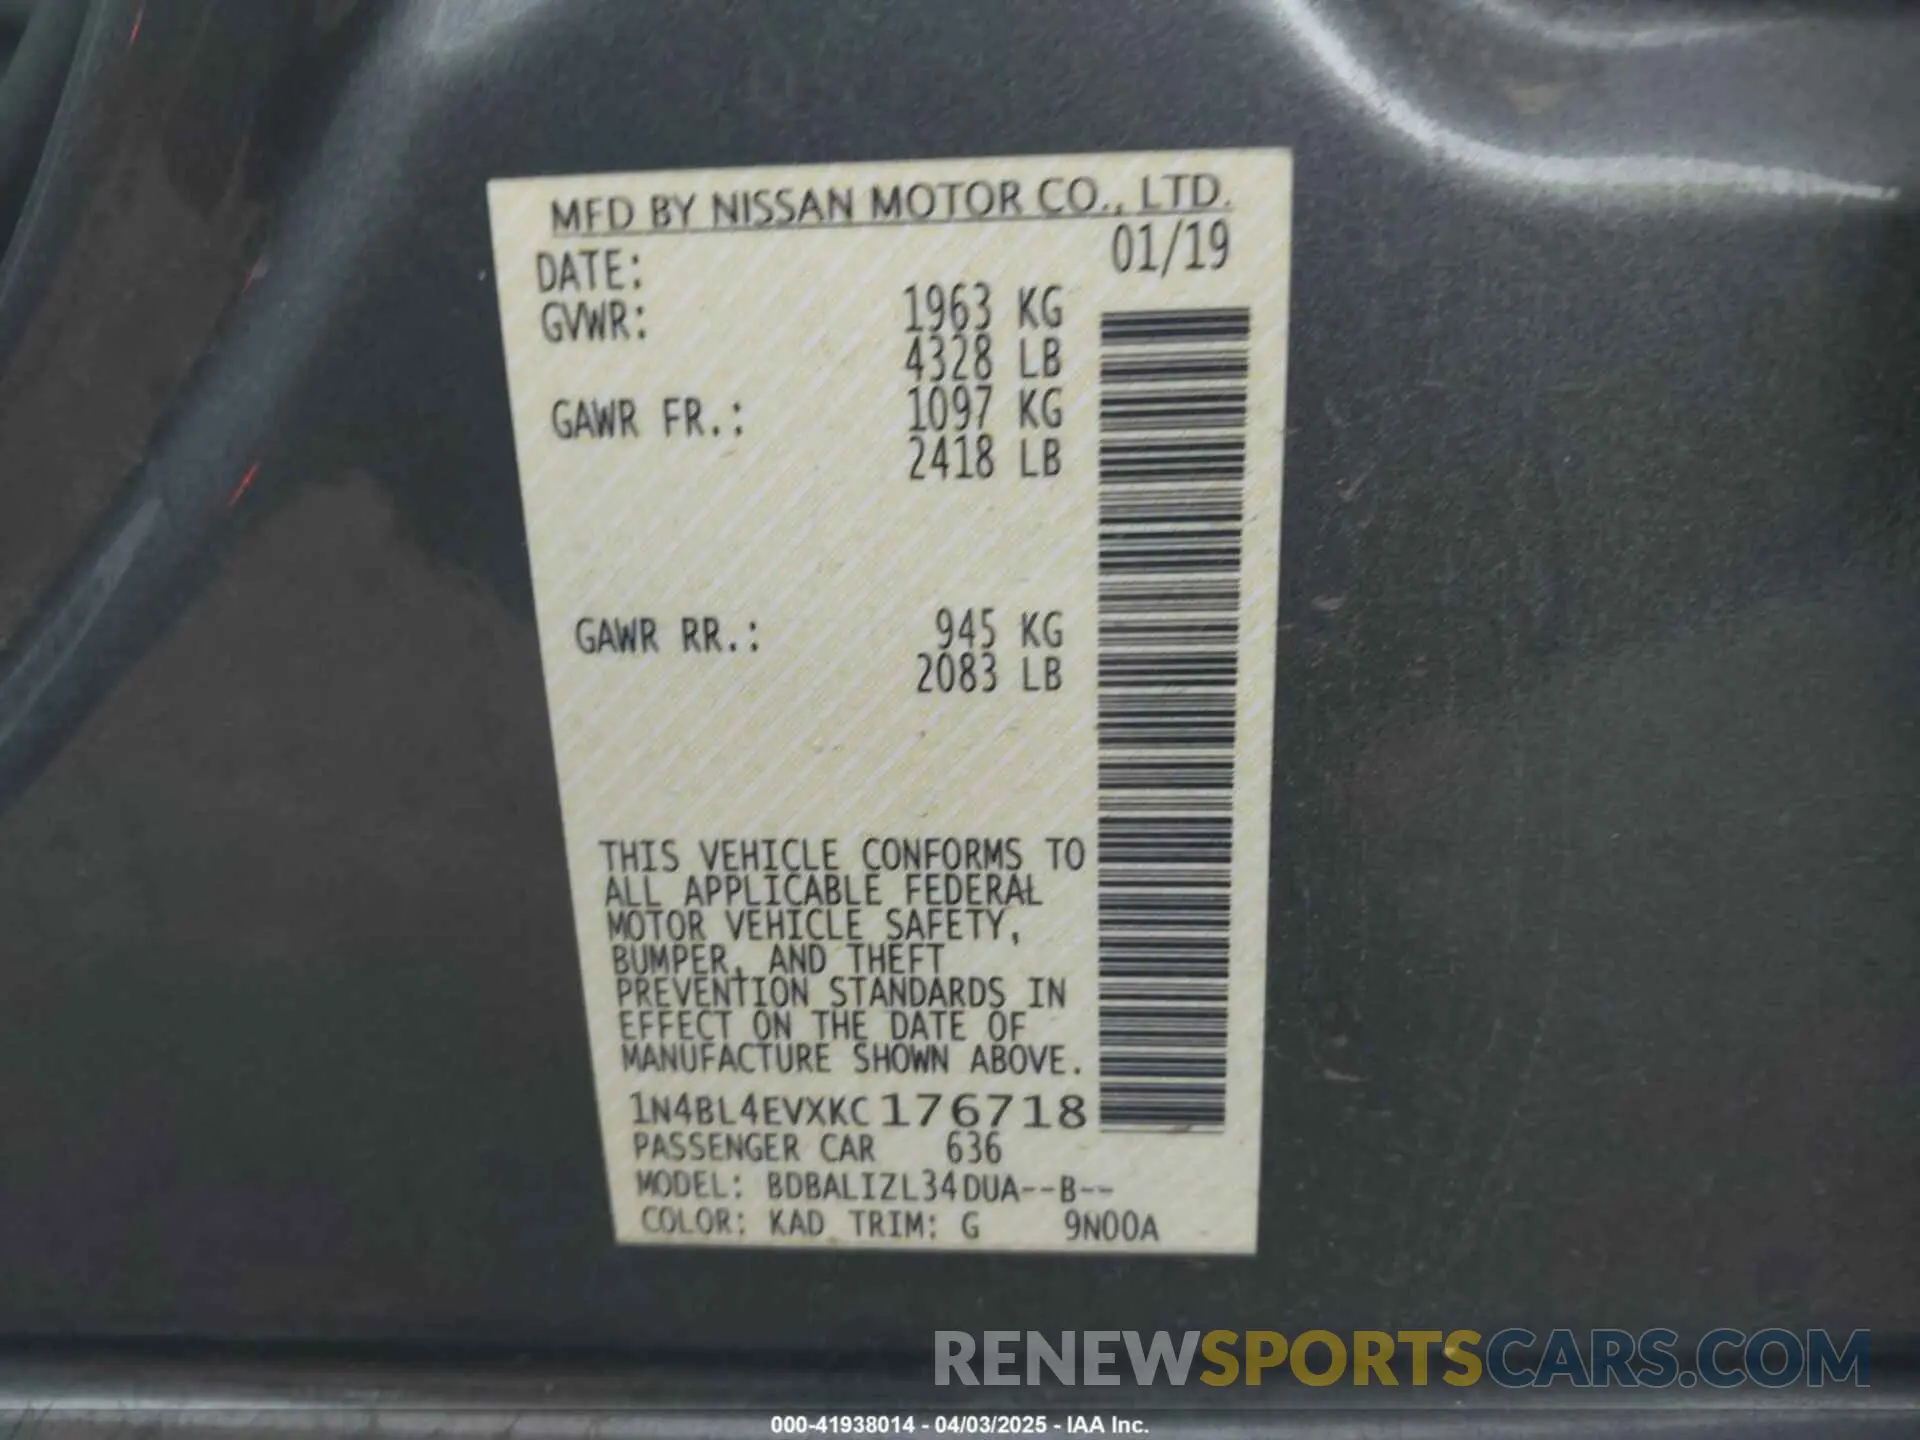 MFD BY NISSAN MOTOR CO., LTD.
DATE: 01/19
GVWR: 1963 KG
4328 LB
GAWR FR.: 1097 KG
2418 LB
GAWR RR.: 945 KG
2083 LB
THIS VEHICLE CONFORMS TO
ALL APPLICABLE FEDERAL
MOTOR VEHICLE SAFETY,
BUMPER, AND THEFT
PREVENTION STANDARDS IN
EFFECT ON THE DATE OF
MANUFACTURE SHOWN ABOVE.
1N4BL4EVXKC176718
PASSENGER CAR 636
MODEL: BDBALIZL34DUA--B--
COLOR: KAD TRIM: G 9N00A
RENEWSPORTSCARS.COM
000-41938014 - 04/03/2025 - IAA Inc.